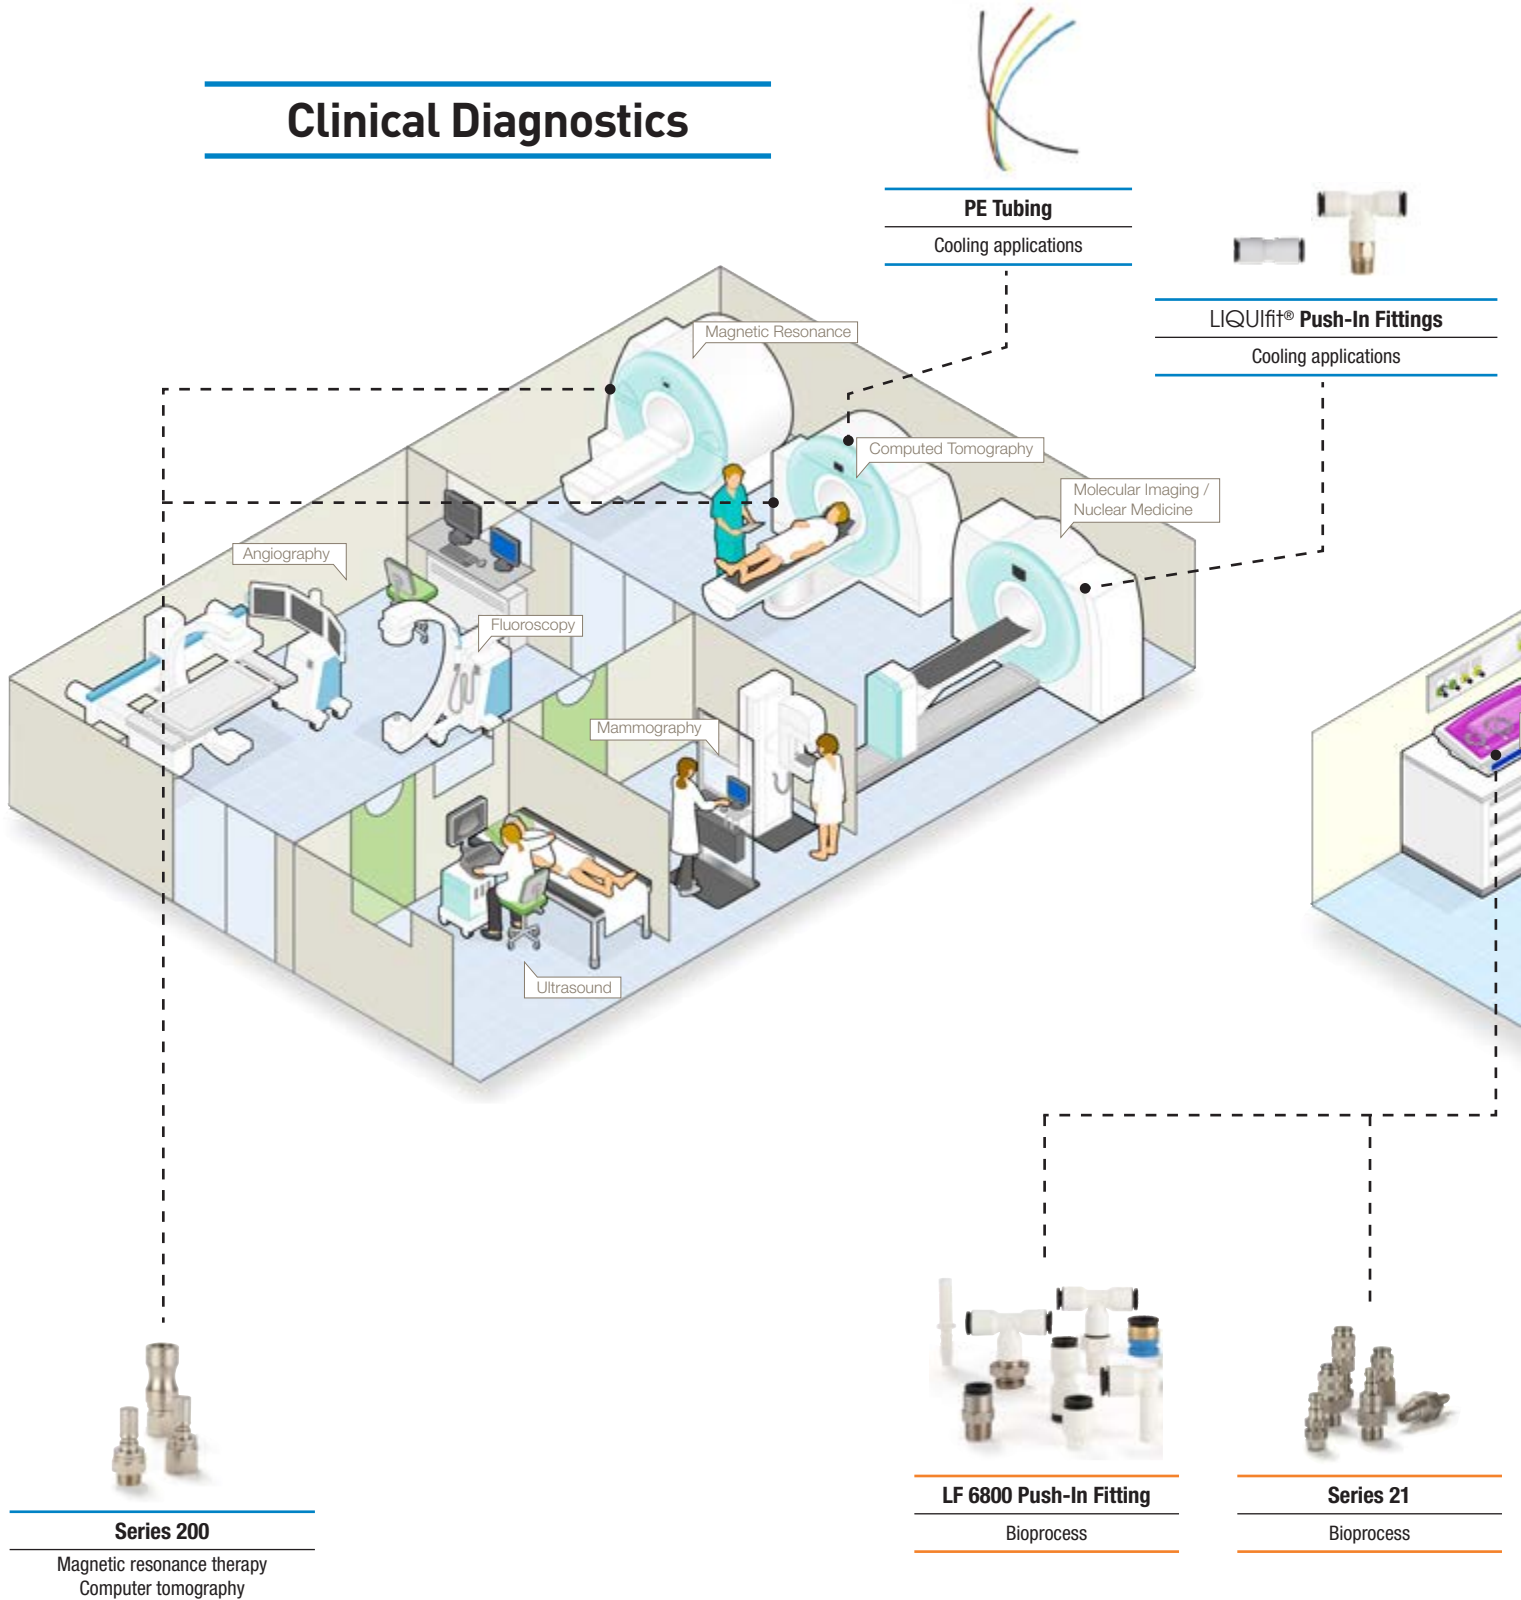 Clinical Diagnostics
PE Tubing
Cooling applications
LIQUIfit® Push-In Fittings
Cooling applications
Magnetic Resonance
Computed Tomography
Molecular Imaging /
Nuclear Medicine
Angiography
Fluoroscopy
Mammography
Ultrasound
LF 6800 Push-In Fitting
Bioprocess
Series 21
Bioprocess
Series 200
Magnetic resonance therapy
Computer tomography